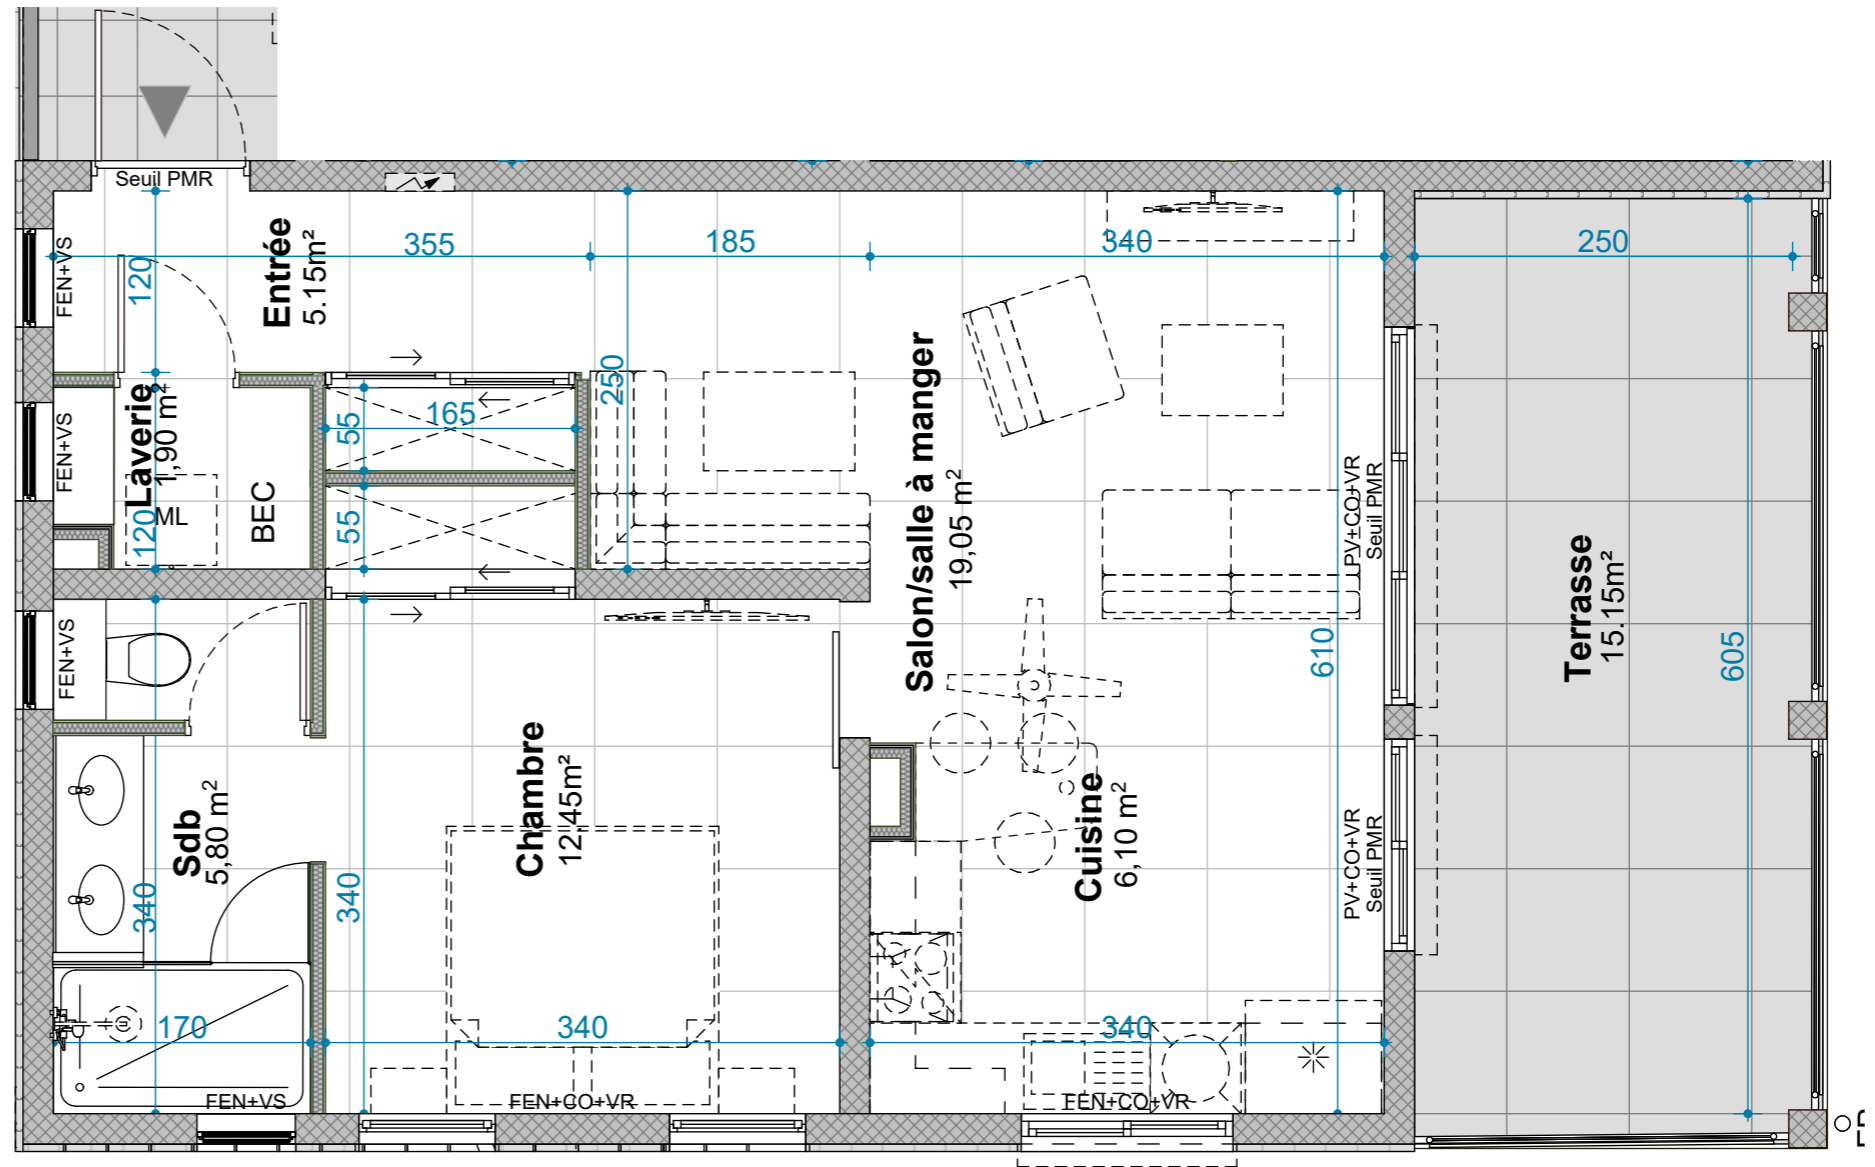 Seuil PMR
FEN+VS
120
Entrée
5.15m²
355
185
340
250
250
FEN+VS
Laverie
1,90 m²
120
ML
BEC
55
165
55
Salon/salle à manger
19,05 m²
PV+CO+VR
Seuil PMR
610
Terrasse
15.15m²
605
FEN+VS
Sdb
5,80 m²
340
340
Chambre
12,45m²
Cuisine
6,10 m²
PV+CO+VR
Seuil PMR
170
340
340
FEN+VS
FEN+CO+VR
FEN+CO+VR